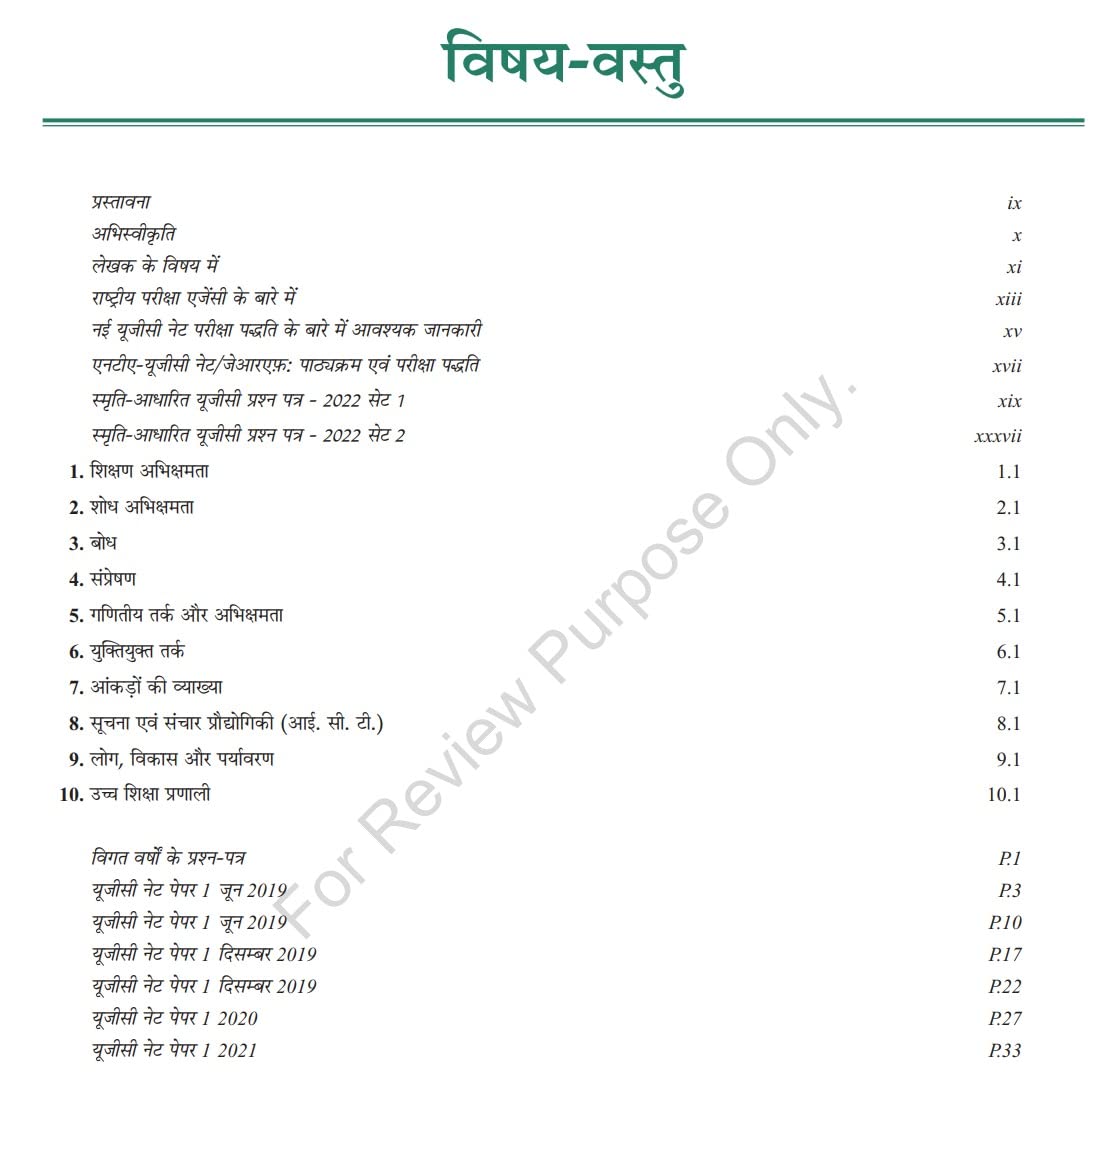 विषय-वस्तु
प्रस्तावना ix
अभिस्वीकृति x
लेखक के विषय में xi
राष्ट्रीय परीक्षा एजेंसी के बारे में xiii
नई यूजीसी नेट परीक्षा पद्धति के बारे में आवश्यक जानकारी xv
एनटीए-यूजीसी नेट/जेआरएफ़: पाठ्यक्रम एवं परीक्षा पद्धति xvii
स्मृति-आधारित यूजीसी प्रश्न पत्र - 2022 सेट 1 xix
स्मृति-आधारित यूजीसी प्रश्न पत्र - 2022 सेट 2 xxxvii
1. शिक्षण अभिक्षमता 1.1
2. शोध अभिक्षमता 2.1
3. बोध 3.1
4. संप्रेषण 4.1
5. गणितीय तर्क और अभिक्षमता 5.1
6. युक्तियुक्त तर्क 6.1
7. आंकड़ों की व्याख्या 7.1
8. सूचना एवं संचार प्रौद्योगिकी (आई. सी. टी.) 8.1
9. लोग, विकास और पर्यावरण 9.1
10. उच्च शिक्षा प्रणाली 10.1
विगत वर्षों के प्रश्न-पत्र P.1
यूजीसी नेट पेपर 1 जून 2019 P.3
यूजीसी नेट पेपर 1 जून 2019 P.10
यूजीसी नेट पेपर 1 दिसम्बर 2019 P.17
यूजीसी नेट पेपर 1 दिसम्बर 2019 P.22
यूजीसी नेट पेपर 1 2020 P.27
यूजीसी नेट पेपर 1 2021 P.33
For Review Purpose Only.